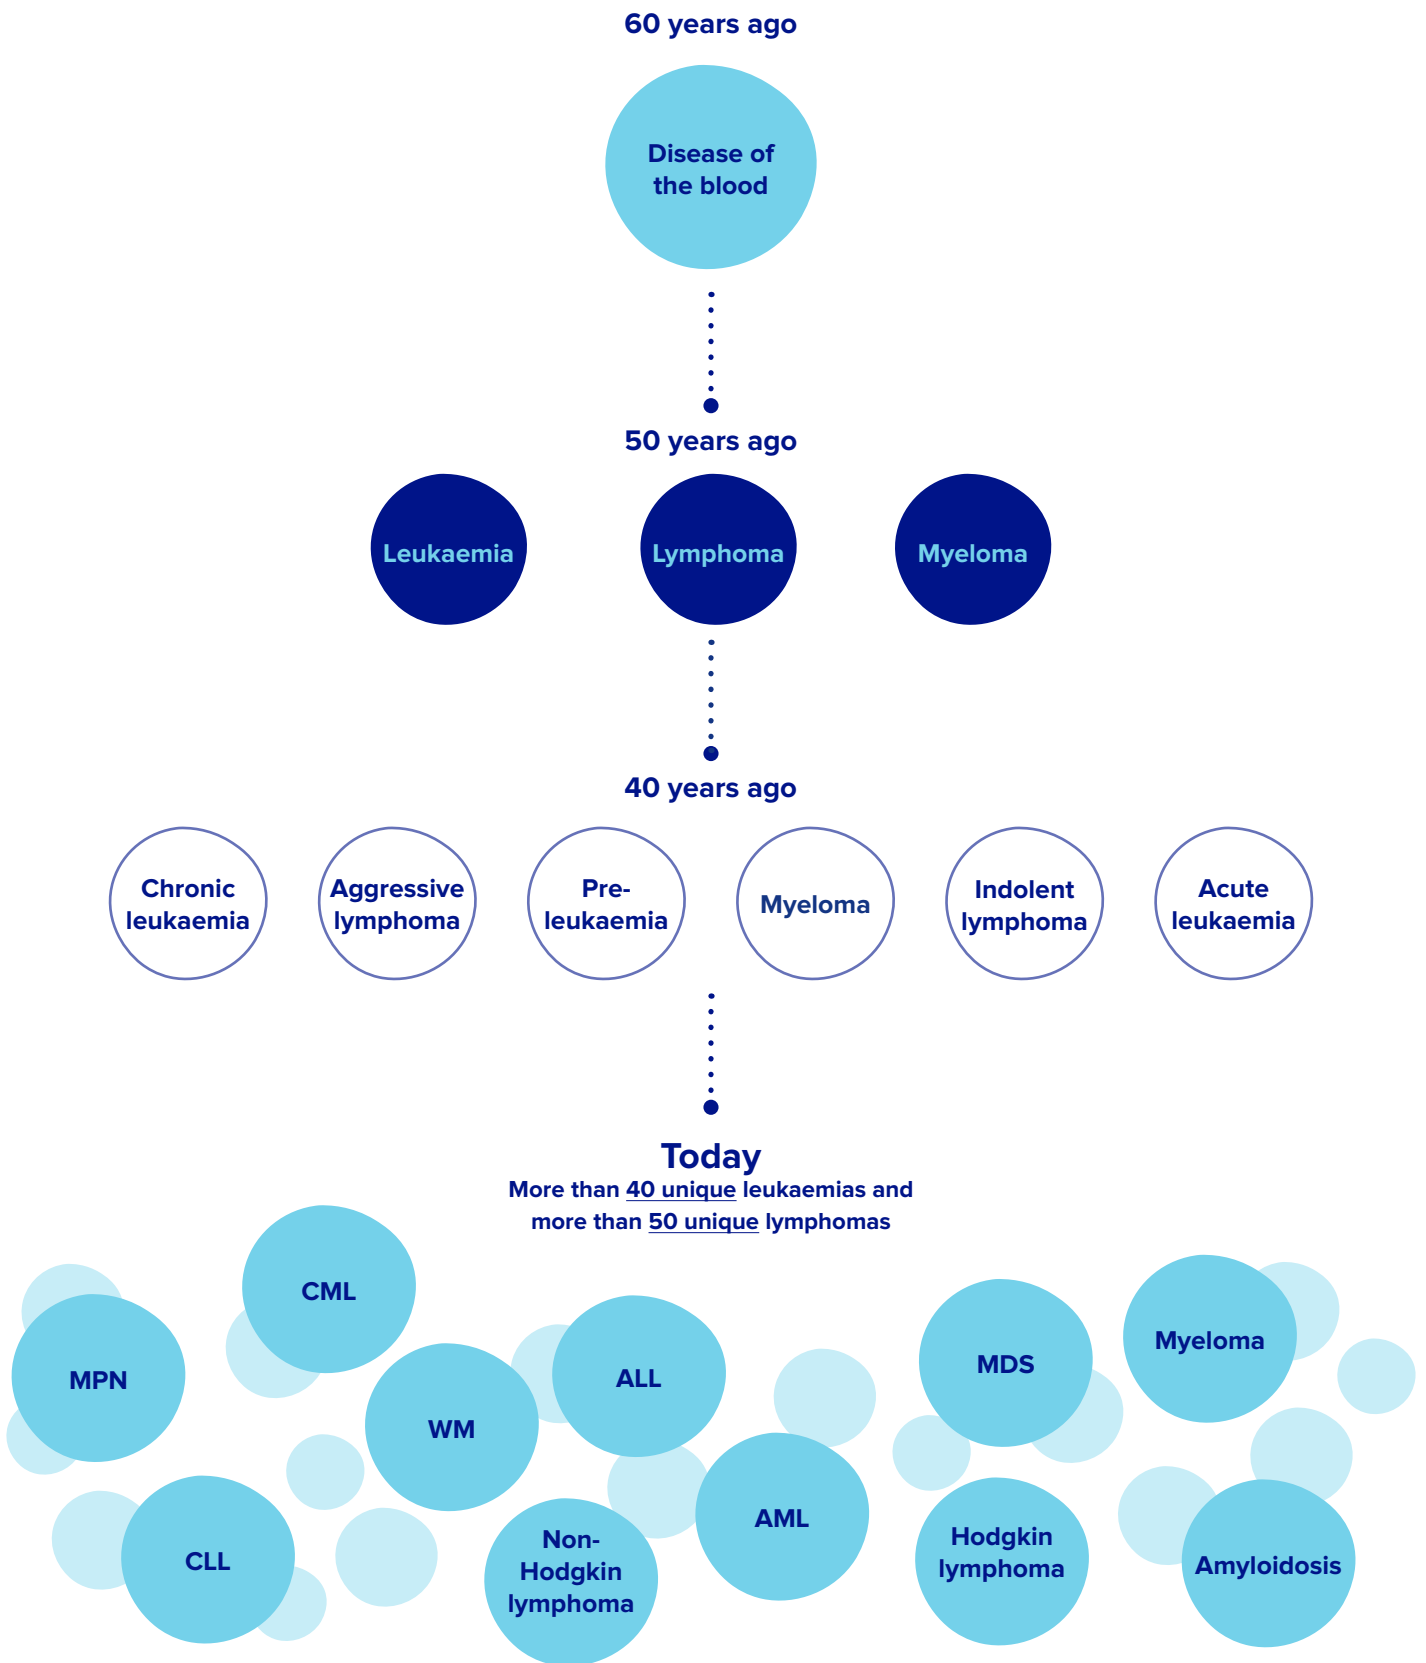 60 years ago
Disease of
the blood
50 years ago
Leukaemia
Lymphoma
Myeloma
40 years ago
Chronic
leukaemia
Aggressive
lymphoma
Pre-
leukaemia
Myeloma
Indolent
lymphoma
Acute
leukaemia
Today
More than 40 unique leukaemias and
more than 50 unique lymphomas
MPN
CML
WM
ALL
MDS
Myeloma
CLL
Non-
Hodgkin
lymphoma
AML
Hodgkin
lymphoma
Amyloidosis